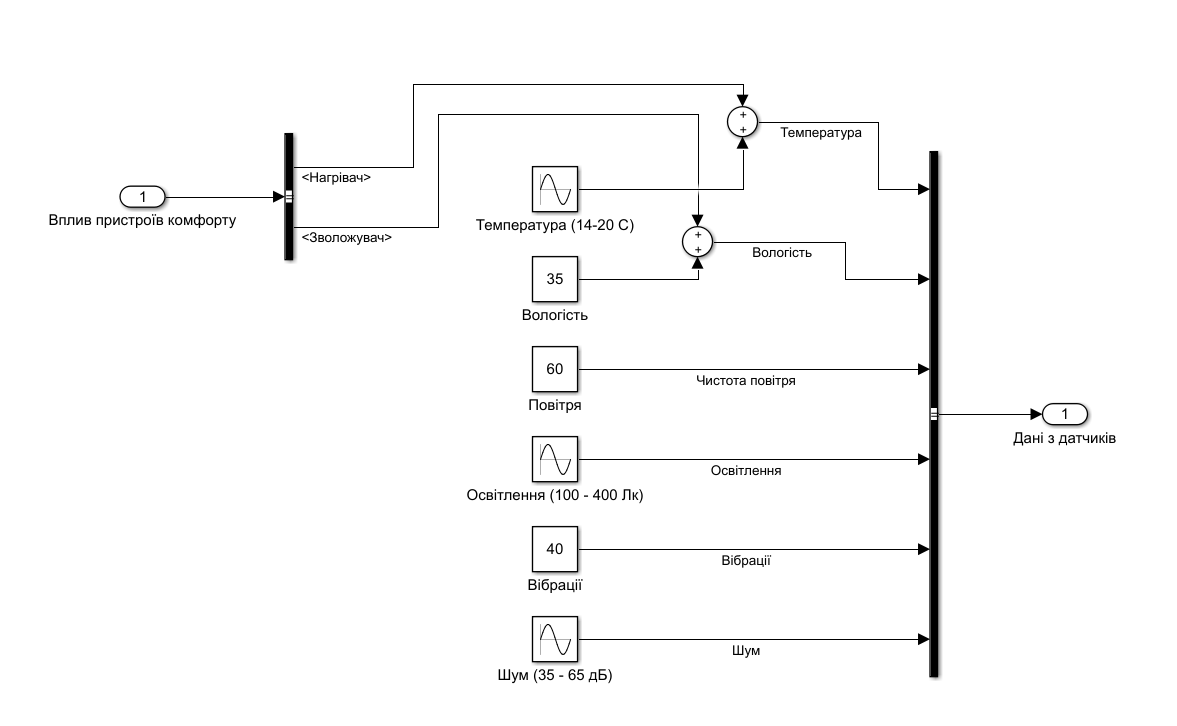 +
+
Температура
<Нагрівач>
1
Вплив пристроїв комфорту
Температура (14-20 С)
<Зволожувач>
+
+
Вологість
35
Вологість
60
Чистота повітря
Повітря
1
Дані з датчиків
Освітлення
Освітлення (100 - 400 Лк)
40
Вібрації
Вібрації
Шум
Шум (35 - 65 дБ)